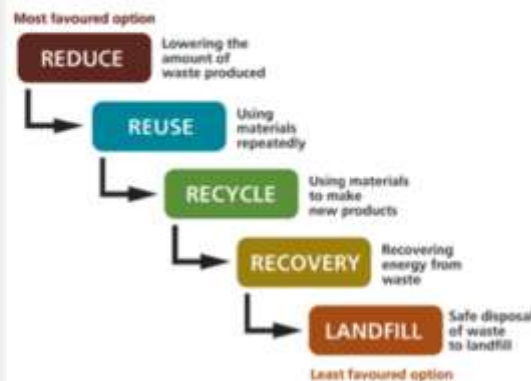 Most favoured option
REDUCE
Lowering the
amount of
waste produced
REUSE
Using
materials
repeatedly
RECYCLE
Using materials
to make
new products
RECOVERY
Recovering
energy from
waste
LANDFILL
Safe disposal
of waste
to landfill
Least favoured option